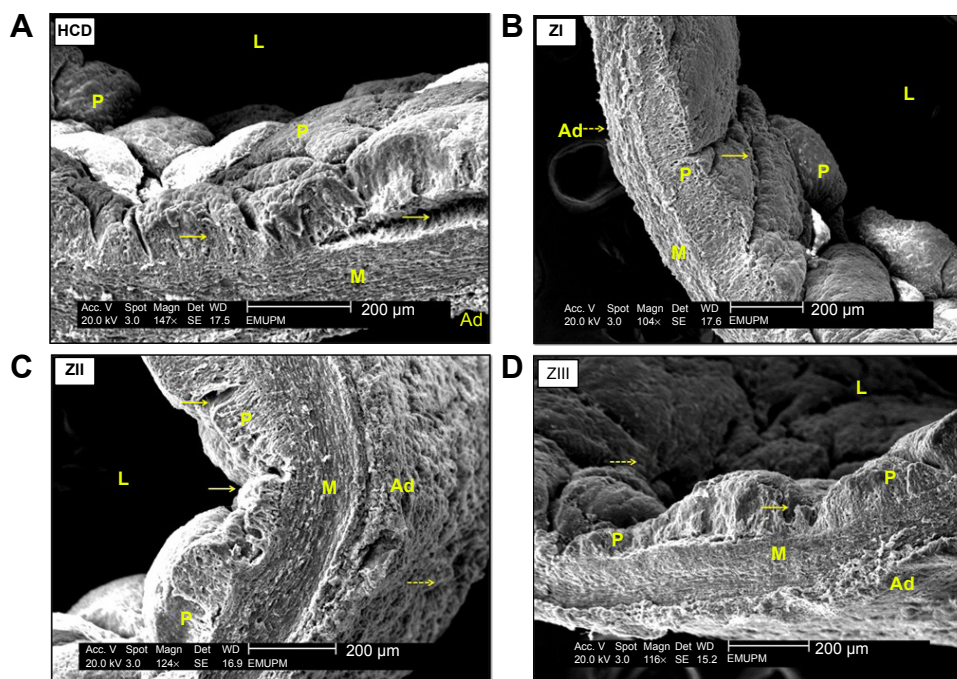 A
HCD
L
P
P
M
Ad
Acc. V Spot Magn Det WD
20.0 kV 3.0 147× SE 17.5 EMUPM
200 µm
B
ZI
L
Ad
P
P
M
Acc. V Spot Magn Det WD
20.0 kV 3.0 104× SE 17.6 EMUPM
200 µm
C
ZII
P
L
M
Ad
P
Acc. V Spot Magn Det WD
20.0 kV 3.0 124× SE 16.9 EMUPM
200 µm
D
ZIII
L
P
P
M
Ad
Acc. V Spot Magn Det WD
20.0 kV 3.0 116× SE 15.2 EMUPM
200 µm